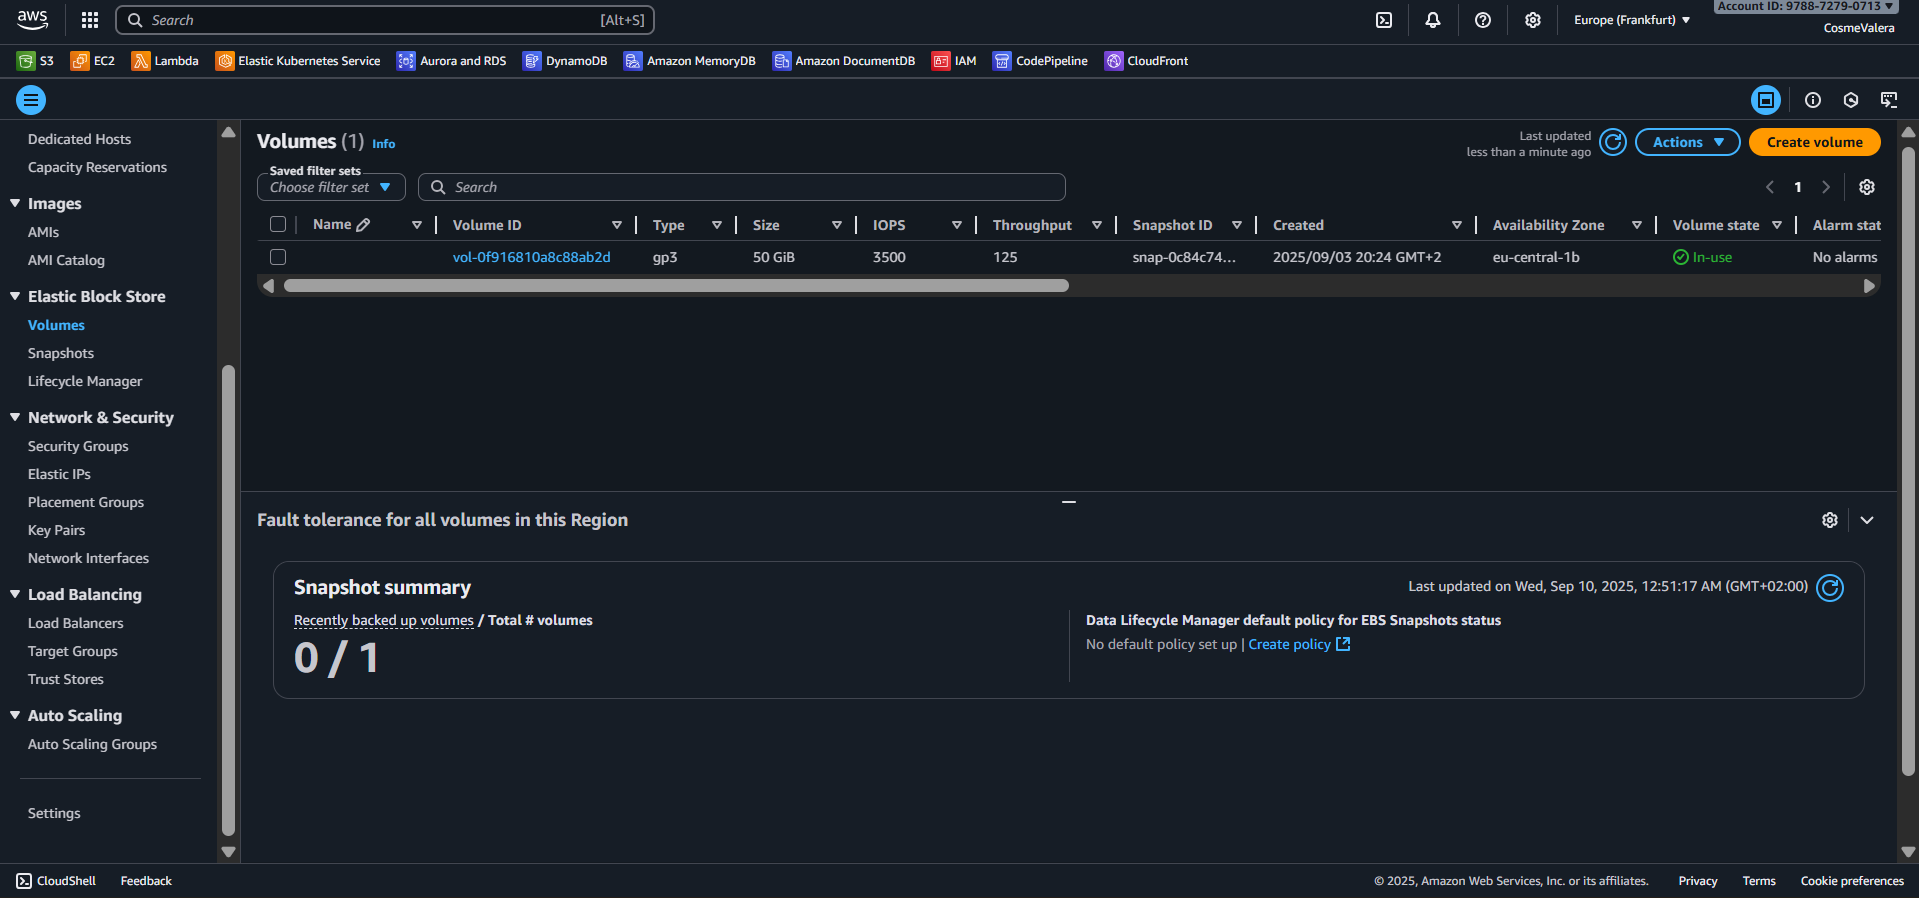 aws
Search [Alt+S]
Europe (Frankfurt)
Account ID: 9788-7279-0713
CosmeValera
S3 EC2 Lambda Elastic Kubernetes Service Aurora and RDS DynamoDB Amazon MemoryDB Amazon DocumentDB IAM CodePipeline CloudFront
Dedicated Hosts
Capacity Reservations
Images
AMIs
AMI Catalog
Elastic Block Store
Volumes
Snapshots
Lifecycle Manager
Network & Security
Security Groups
Elastic IPs
Placement Groups
Key Pairs
Network Interfaces
Load Balancing
Load Balancers
Target Groups
Trust Stores
Auto Scaling
Auto Scaling Groups
Settings
Volumes (1) Info
Last updated
less than a minute ago
Actions
Create volume
Saved filter sets
Choose filter set
Search
1
Name Volume ID Type Size IOPS Throughput Snapshot ID Created Availability Zone Volume state Alarm stat
vol-0f916810a8c88ab2d gp3 50 GiB 3500 125 snap-0c84c74... 2025/09/03 20:24 GMT+2 eu-central-1b In-use No alarms
Fault tolerance for all volumes in this Region
Snapshot summary
Last updated on Wed, Sep 10, 2025, 12:51:17 AM (GMT+02:00)
Recently backed up volumes / Total # volumes
0 / 1
Data Lifecycle Manager default policy for EBS Snapshots status
No default policy set up | Create policy
CloudShell Feedback
© 2025, Amazon Web Services, Inc. or its affiliates. Privacy Terms Cookie preferences